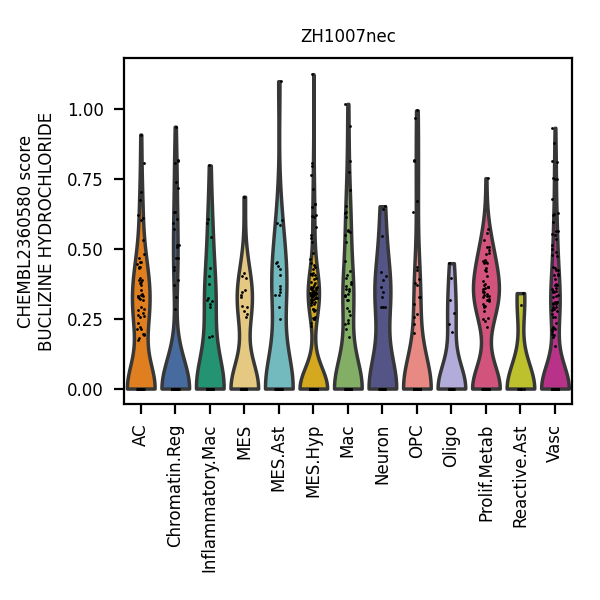 ZH1007nec
CHEMBL2360580 score
BUCLIZINE HYDROCHLORIDE
1.00
0.75
0.50
0.25
0.00
AC
Chromatin.Reg
Inflammatory.Mac
MES
MES.Ast
MES.Hyp
Mac
Neuron
OPC
Oligo
Prolif.Metab
Reactive.Ast
Vasc